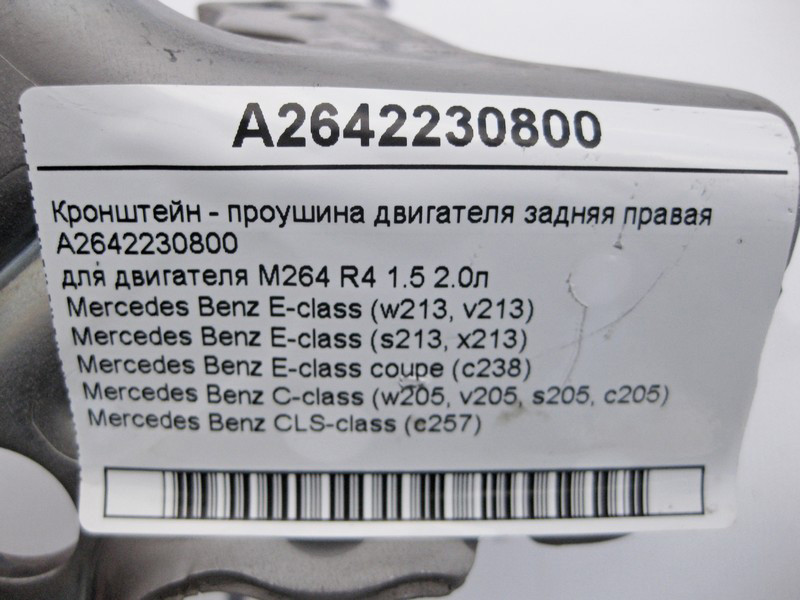 A2642230800
Кронштейн - проушина двигателя задняя правая
A2642230800
для двигателя M264 R4 1.5 2.0л
Mercedes Benz E-class (w213, v213)
Mercedes Benz E-class (s213, x213)
Mercedes Benz E-class coupe (c238)
Mercedes Benz C-class (w205, v205, s205, c205)
Mercedes Benz CLS-class (c257)